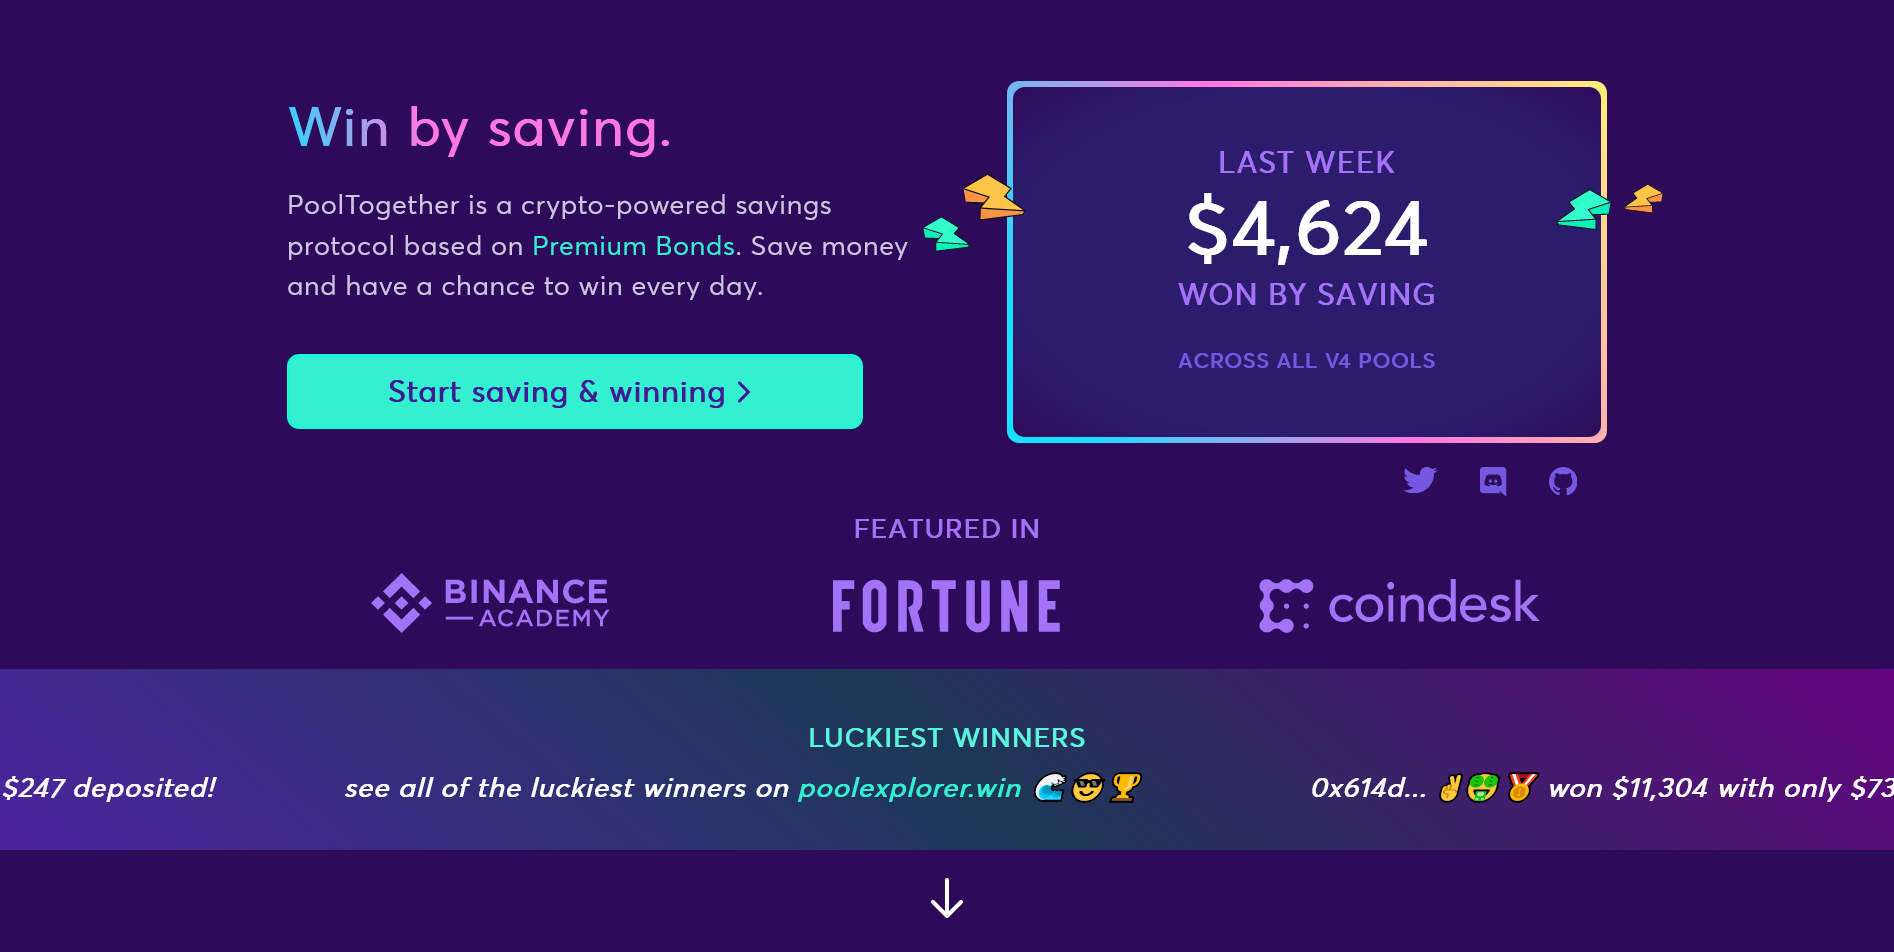 Win by saving.
PoolTogether is a crypto-powered savings
protocol based on Premium Bonds. Save money
and have a chance to win every day.
Start saving & winning
LAST WEEK
$4,624
WON BY SAVING
ACROSS ALL V4 POOLS
FEATURED IN
BINANCE
ACADEMY
FORTUNE
coindesk
LUCKIEST WINNERS
$247 deposited! see all of the luckiest winners on poolexplorer.win 🌊😎🏆 0x614d... ✌️🤑🏅 won $11,304 with only $73